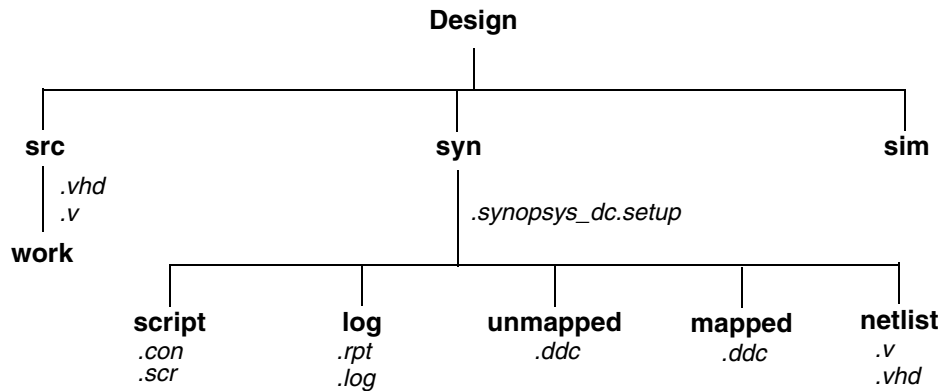 Design
src
syn
sim
.vhd
.v
.synopsys_dc.setup
work
script
log
unmapped
mapped
netlist
.con
.rpt
.ddc
.ddc
.v
.scr
.log
.vhd